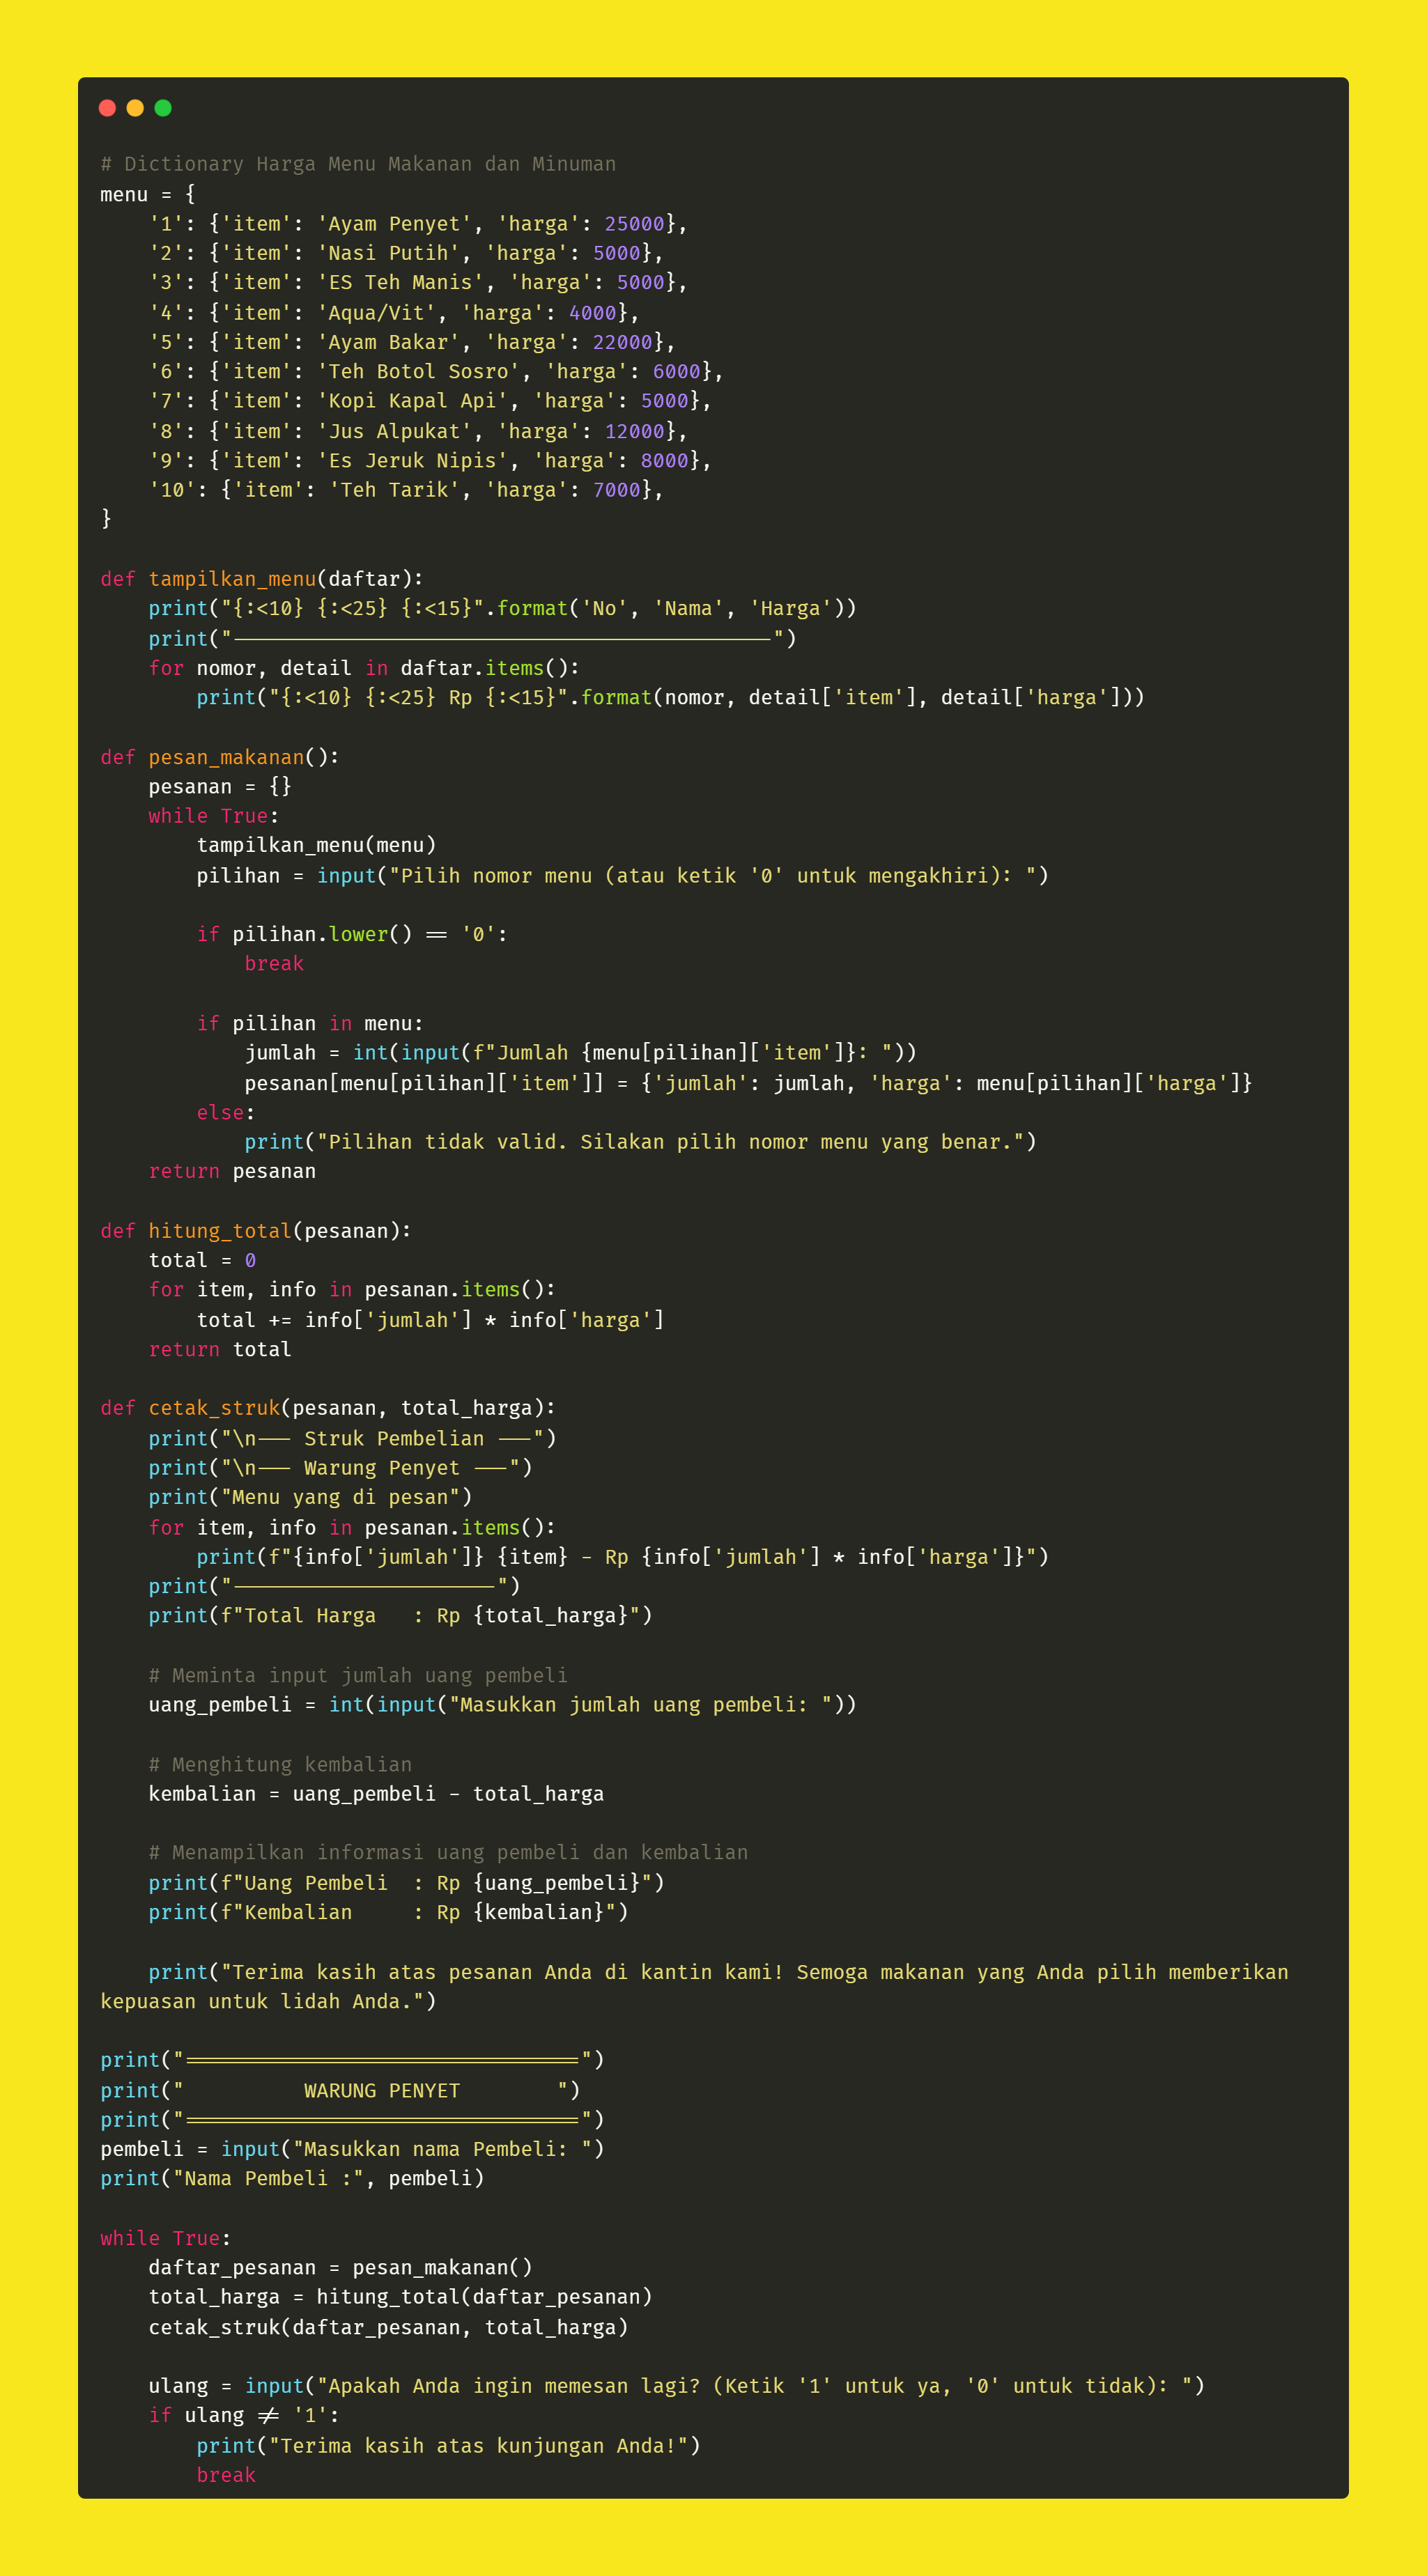 # Dictionary Harga Menu Makanan dan Minuman
menu = {
    '1': {'item': 'Ayam Penyet', 'harga': 25000},
    '2': {'item': 'Nasi Putih', 'harga': 5000},
    '3': {'item': 'ES Teh Manis', 'harga': 5000},
    '4': {'item': 'Aqua/Vit', 'harga': 4000},
    '5': {'item': 'Ayam Bakar', 'harga': 22000},
    '6': {'item': 'Teh Botol Sosro', 'harga': 6000},
    '7': {'item': 'Kopi Kapal Api', 'harga': 5000},
    '8': {'item': 'Jus Alpukat', 'harga': 12000},
    '9': {'item': 'Es Jeruk Nipis', 'harga': 8000},
    '10': {'item': 'Teh Tarik', 'harga': 7000},
}

def tampilkan_menu(daftar):
    print("{:<10} {:<25} {:<15}".format('No', 'Nama', 'Harga'))
    print("---------------------------------------------")
    for nomor, detail in daftar.items():
        print("{:<10} {:<25} Rp {:<15}".format(nomor, detail['item'], detail['harga']))

def pesan_makanan():
    pesanan = {}
    while True:
        tampilkan_menu(menu)
        pilihan = input("Pilih nomor menu (atau ketik '0' untuk mengakhiri): ")

        if pilihan.lower() == '0':
            break

        if pilihan in menu:
            jumlah = int(input(f"Jumlah {menu[pilihan]['item']}: "))
            pesanan[menu[pilihan]['item']] = {'jumlah': jumlah, 'harga': menu[pilihan]['harga']}
        else:
            print("Pilihan tidak valid. Silakan pilih nomor menu yang benar.")
    return pesanan

def hitung_total(pesanan):
    total = 0
    for item, info in pesanan.items():
        total += info['jumlah'] * info['harga']
    return total

def cetak_struk(pesanan, total_harga):
    print("\n--- Struk Pembelian ---")
    print("\n--- Warung Penyet ---")
    print("Menu yang di pesan")
    for item, info in pesanan.items():
        print(f"{info['jumlah']} {item} - Rp {info['jumlah'] * info['harga']}")
    print("----------------------")
    print(f"Total Harga   : Rp {total_harga}")

    # Meminta input jumlah uang pembeli
    uang_pembeli = int(input("Masukkan jumlah uang pembeli: "))

    # Menghitung kembalian
    kembalian = uang_pembeli - total_harga

    # Menampilkan informasi uang pembeli dan kembalian
    print(f"Uang Pembeli  : Rp {uang_pembeli}")
    print(f"Kembalian     : Rp {kembalian}")

    print("Terima kasih atas pesanan Anda di kantin kami! Semoga makanan yang Anda pilih memberikan
kepuasan untuk lidah Anda.")

print("=================================")
print("          WARUNG PENYET        ")
print("=================================")
pembeli = input("Masukkan nama Pembeli: ")
print("Nama Pembeli :", pembeli)

while True:
    daftar_pesanan = pesan_makanan()
    total_harga = hitung_total(daftar_pesanan)
    cetak_struk(daftar_pesanan, total_harga)

    ulang = input("Apakah Anda ingin memesan lagi? (Ketik '1' untuk ya, '0' untuk tidak): ")
    if ulang != '1':
        print("Terima kasih atas kunjungan Anda!")
        break